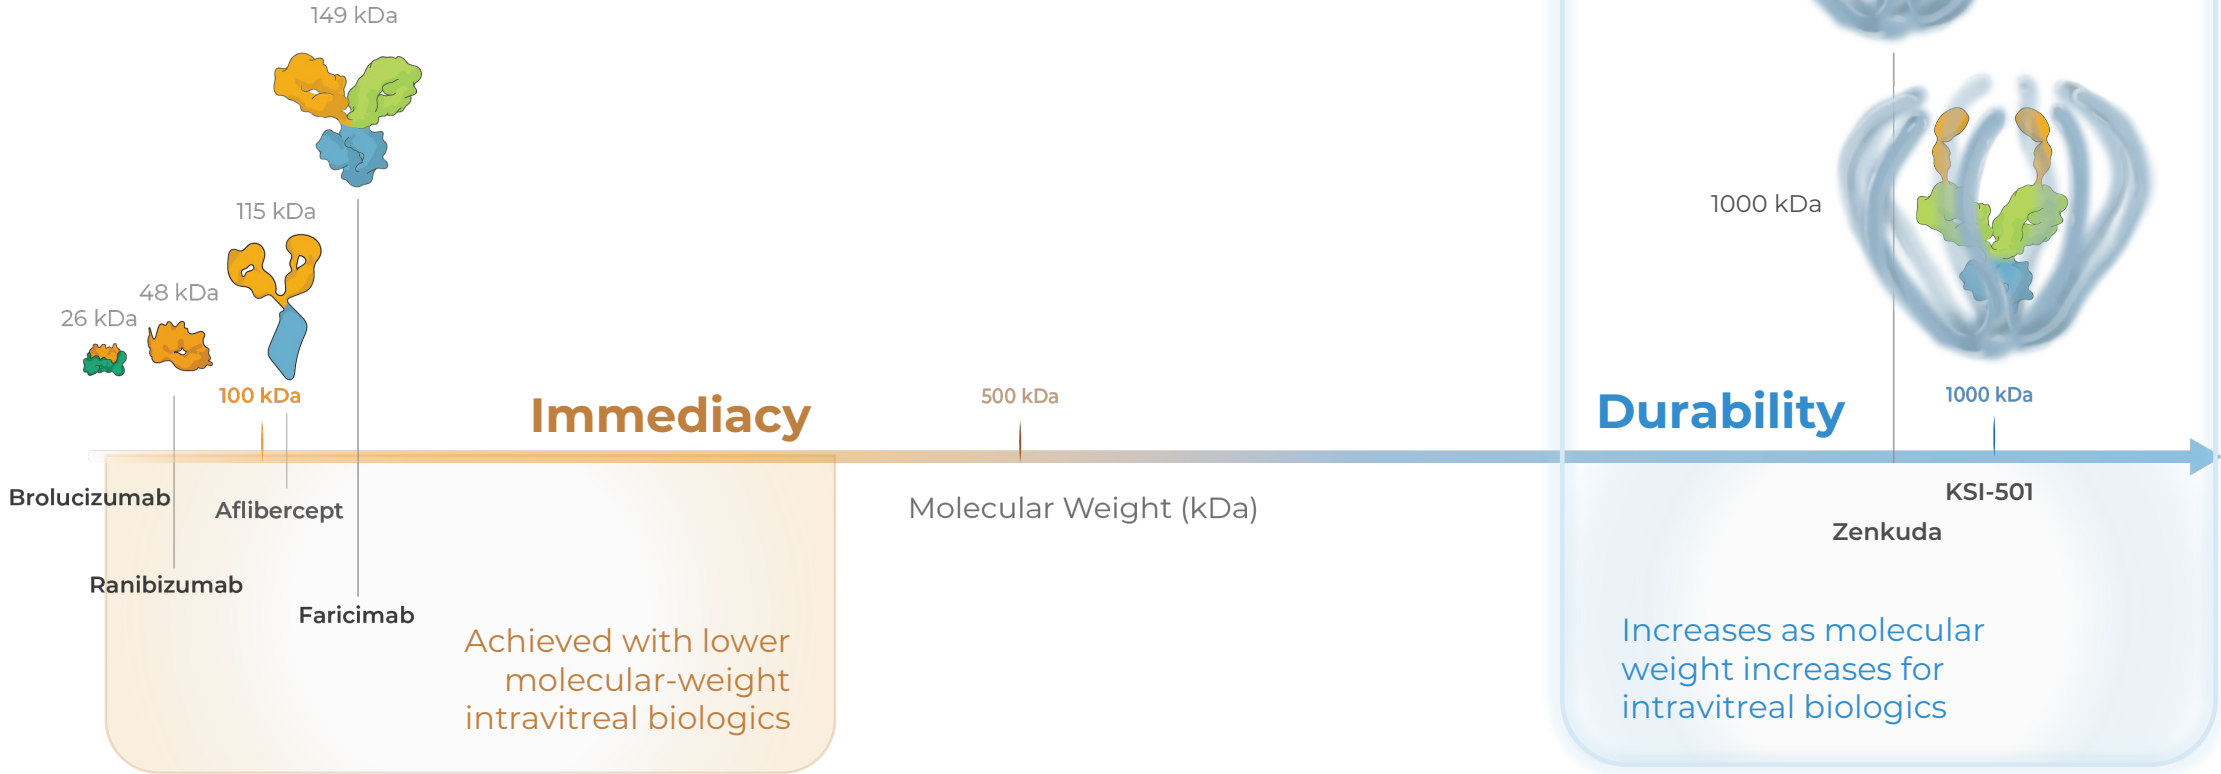 149 kDa
115 kDa
48 kDa
26 kDa
1000 kDa
100 kDa
Immediacy
500 kDa
Durability
1000 kDa
Brolucizumab
Aflibercept
Ranibizumab
Faricimab
Molecular Weight (kDa)
KSI-501
Zenkuda
Achieved with lower
molecular-weight
intravitreal biologics
Increases as molecular
weight increases for
intravitreal biologics